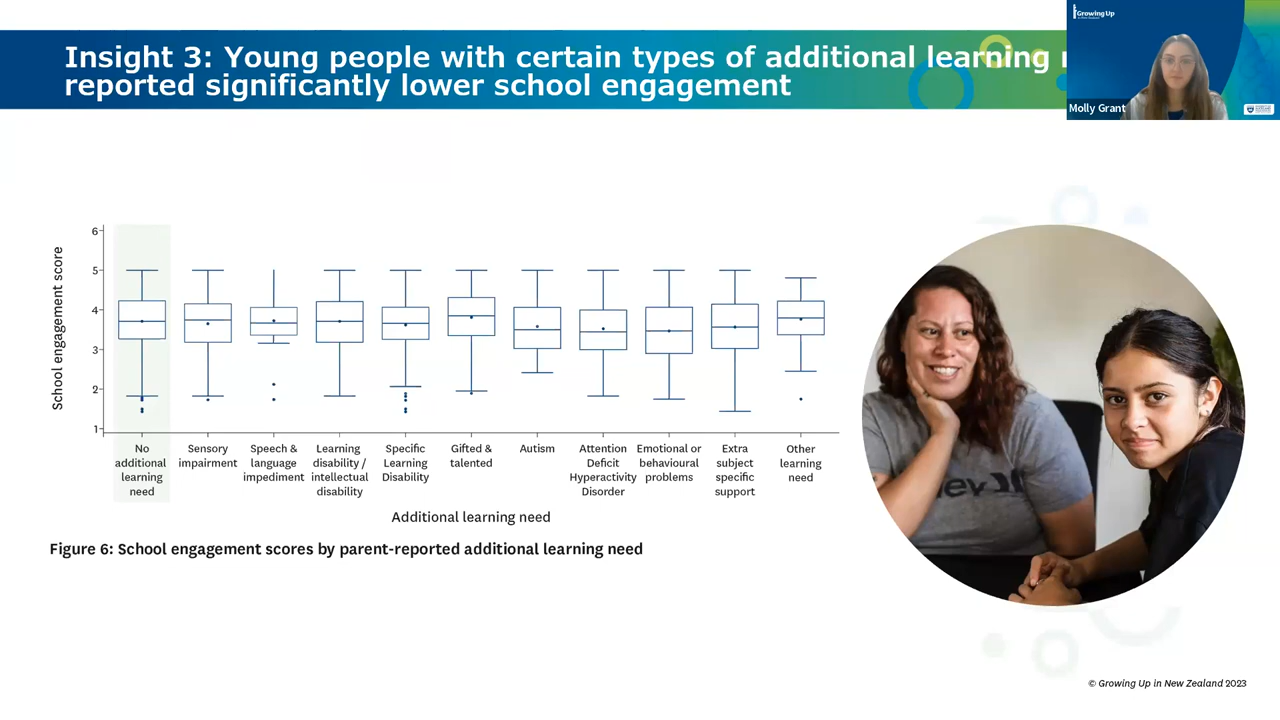 Insight 3: Young people with certain types of additional learning
reported significantly lower school engagement
Growing Up
Molly Grant
School engagement score
6
5
4
3
2
1
No additional learning need
Sensory impairment
Speech & language impediment
Learning disability / intellectual disability
Specific Learning Disability
Gifted & talented
Autism
Attention Deficit Hyperactivity Disorder
Emotional or behavioural problems
Extra subject specific support
Other learning need
Additional learning need
Figure 6: School engagement scores by parent-reported additional learning need
© Growing Up in New Zealand 2023